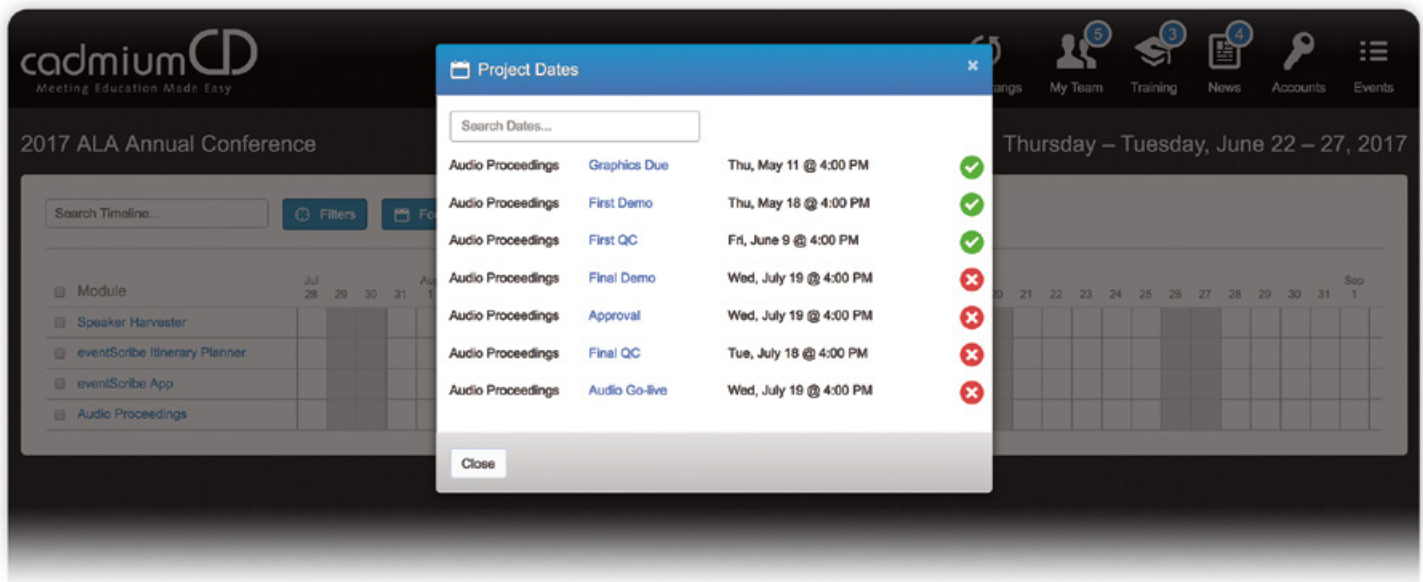 cadmiumCD
Meeting Education Made Easy
5
3
4
My Team
Training
News
Accounts
Events
2017 ALA Annual Conference
Thursday – Tuesday, June 22 – 27, 2017
Project Dates
Search Dates...
Audio Proceedings Graphics Due Thu, May 11 @ 4:00 PM
Audio Proceedings First Demo Thu, May 18 @ 4:00 PM
Audio Proceedings First QC Fri, June 9 @ 4:00 PM
Audio Proceedings Final Demo Wed, July 19 @ 4:00 PM
Audio Proceedings Approval Wed, July 19 @ 4:00 PM
Audio Proceedings Final QC Tue, July 18 @ 4:00 PM
Audio Proceedings Audio Go-live Wed, July 19 @ 4:00 PM
Close
Search Timeline...
Filters
Jul Sep
Module 28 29 30 31 21 22 23 24 25 26 27 28 29 30 31 1
Speaker Harvester
eventScribe Itinerary Planner
eventScribe App
Audio Proceedings